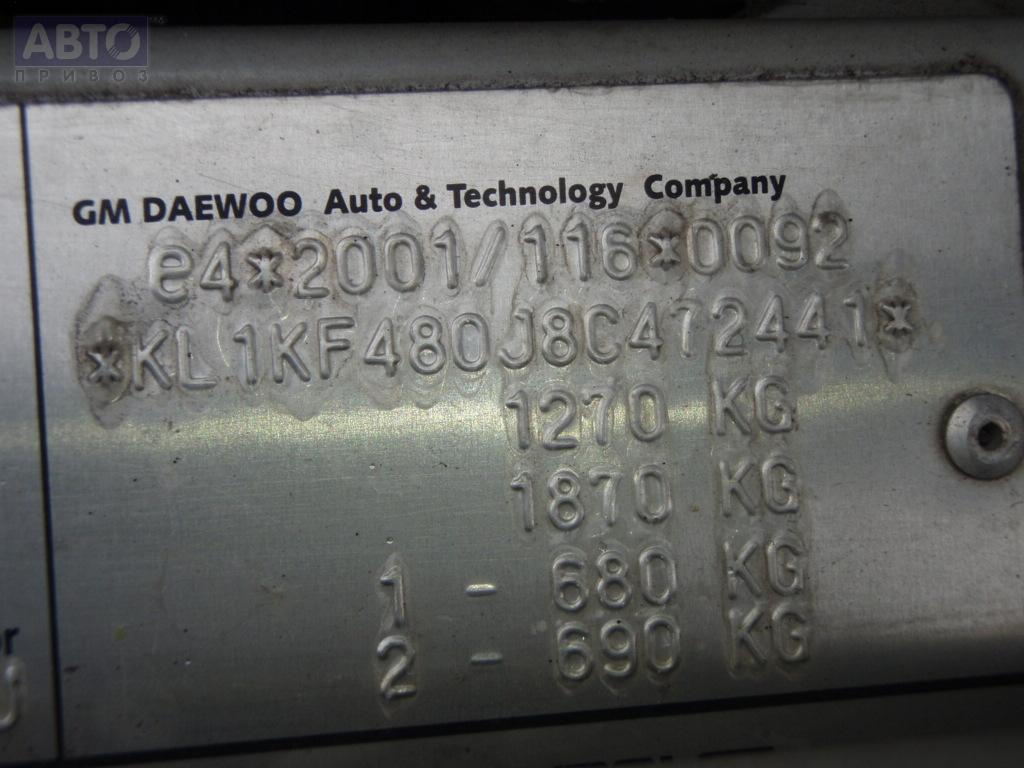 АВТО
ПРИВОЗ
GM DAEWOO Auto & Technology Company
e4*2001/116*0092
*KL1KF480J8C472441*
1270 KG
1870 KG
1 - 680 KG
2 - 690 KG